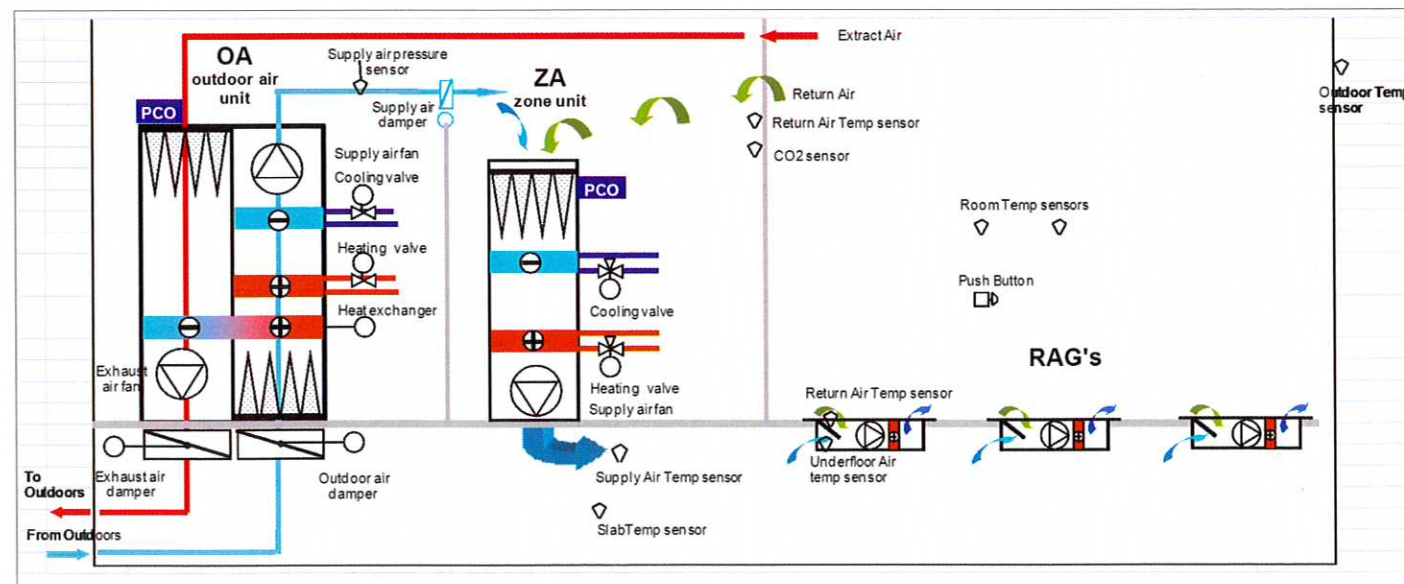 Extract Air
OA
outdoor air
unit
Supply air pressure
sensor
ZA
zone unit
Supply air
damper
PCO
Return Air
Return Air Temp sensor
CO2 sensor
Outdoor Temp
sensor
Supply air fan
Cooling valve
Heating valve
Heat exchanger
Exhaust
air fan
PCO
Cooling valve
Heating valve
Supply air fan
Room Temp sensors
Push Button
RAG's
Return Air Temp sensor
Underfloor Air
temp sensor
Exhaust air
damper
Outdoor air
damper
Supply Air Temp sensor
Slab Temp sensor
To
Outdoors
From Outdoors